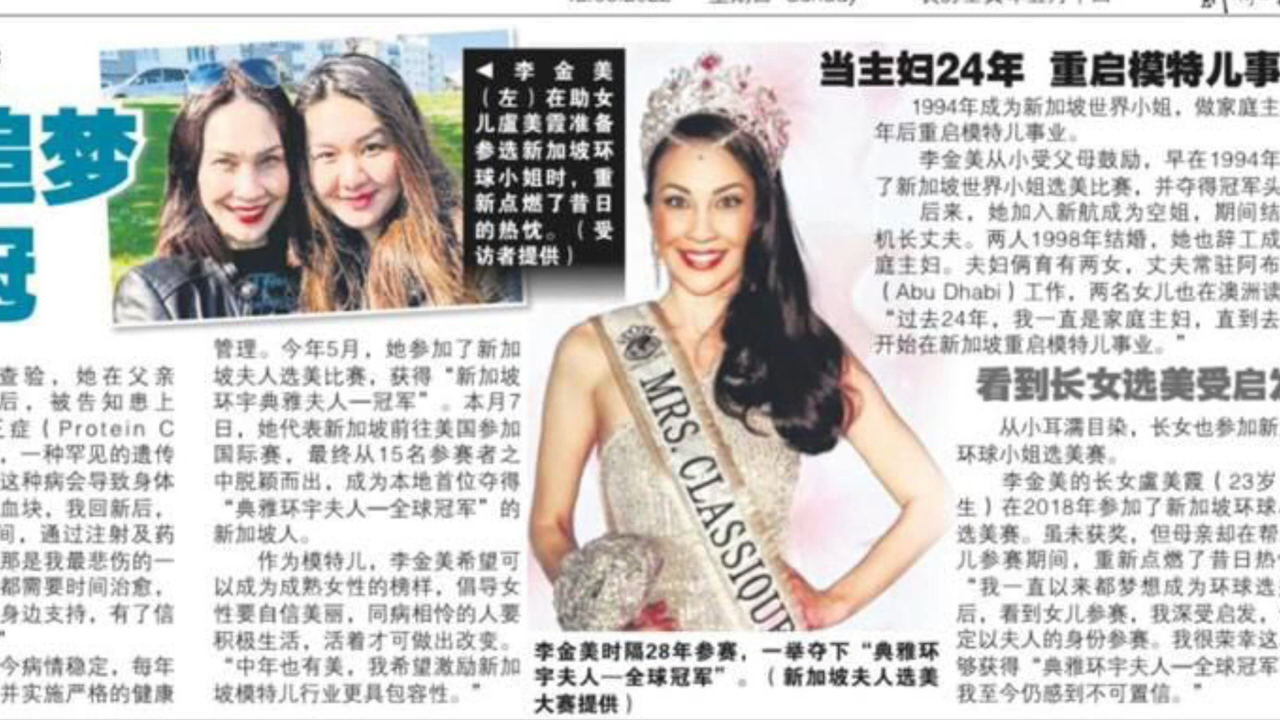 追梦
冠
◀李金美
（左）在助女
儿盧美霞准备
参选新加坡环
球小姐时，重
新点燃了昔日
的热忱。（受
访者提供）
查验，她在父亲
后，被告知患上
症（Protein C
，一种罕见的遗传
这种病会导致身体
血块，我回新后，
间，通过注射及药
那是我最悲伤的一
都需要时间治愈，
身边支持，有了信
”
今病情稳定，每年
并实施严格的健康
管理。今年5月，她参加了新加
坡夫人选美比赛，获得“新加坡
环宇典雅夫人—冠军”。本月7
日，她代表新加坡前往美国参加
国际赛，最终从15名参赛者之
中脱颖而出，成为本地首位夺得
“典雅环宇夫人—全球冠军”的
新加坡人。
作为模特儿，李金美希望可
以成为成熟女性的榜样，倡导女
性要自信美丽，同病相怜的人要
积极生活，活着才可做出改变。
“中年也有美，我希望激励新加
坡模特儿行业更具包容性。”
MRS. CLASSIQUE
李金美时隔28年参赛，一举夺下“典雅环
宇夫人—全球冠军”。（新加坡夫人选美
大赛提供）
当主妇24年 重启模特儿事
1994年成为新加坡世界小姐，做家庭主
年后重启模特儿事业。
李金美从小受父母鼓励，早在1994年
了新加坡世界小姐选美比赛，并夺得冠军头
后来，她加入新航成为空姐，期间结
机长丈夫。两人1998年结婚，她也辞工成
庭主妇。夫妇俩育有两女，丈夫常驻阿布
（Abu Dhabi）工作，两名女儿也在澳洲读
“过去24年，我一直是家庭主妇，直到去
开始在新加坡重启模特儿事业。”
看到长女选美受启发
从小耳濡目染，长女也参加新
环球小姐选美赛。
李金美的长女盧美霞（23岁
生）在2018年参加了新加坡环球
选美赛。虽未获奖，但母亲却在帮
儿参赛期间，重新点燃了昔日热
“我一直以来都梦想成为环球选
后，看到女儿参赛，我深受启发，
定以夫人的身份参赛。我很荣幸这
够获得“典雅环宇夫人—全球冠军
我至今仍感到不可置信。”